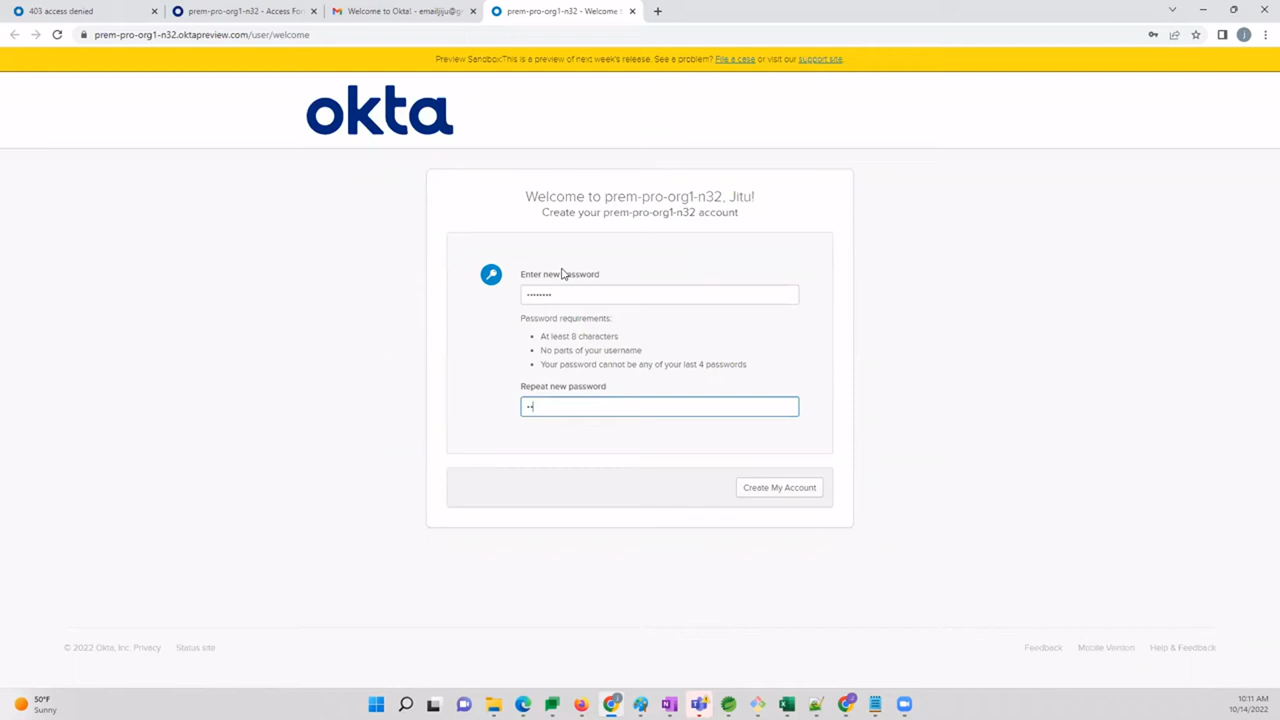 403 access denied
prem-pro-org1-n32 - Access For
Welcome to Okta! - emailjiju@g
prem-pro-org1-n32 - Welcome
prem-pro-org1-n32.oktapreview.com/user/welcome
Preview Sandbox:This is a preview of next week's release. See a problem? File a case or visit our support site.
okta
Welcome to prem-pro-org1-n32, Jitu!
Create your prem-pro-org1-n32 account
Enter new password
Password requirements:
• At least 8 characters
• No parts of your username
• Your password cannot be any of your last 4 passwords
Repeat new password
Create My Account
© 2022 Okta, Inc. Privacy Status site
Feedback Mobile Version Help & Feedback
50°F
Sunny
10:11 AM
10/14/2022